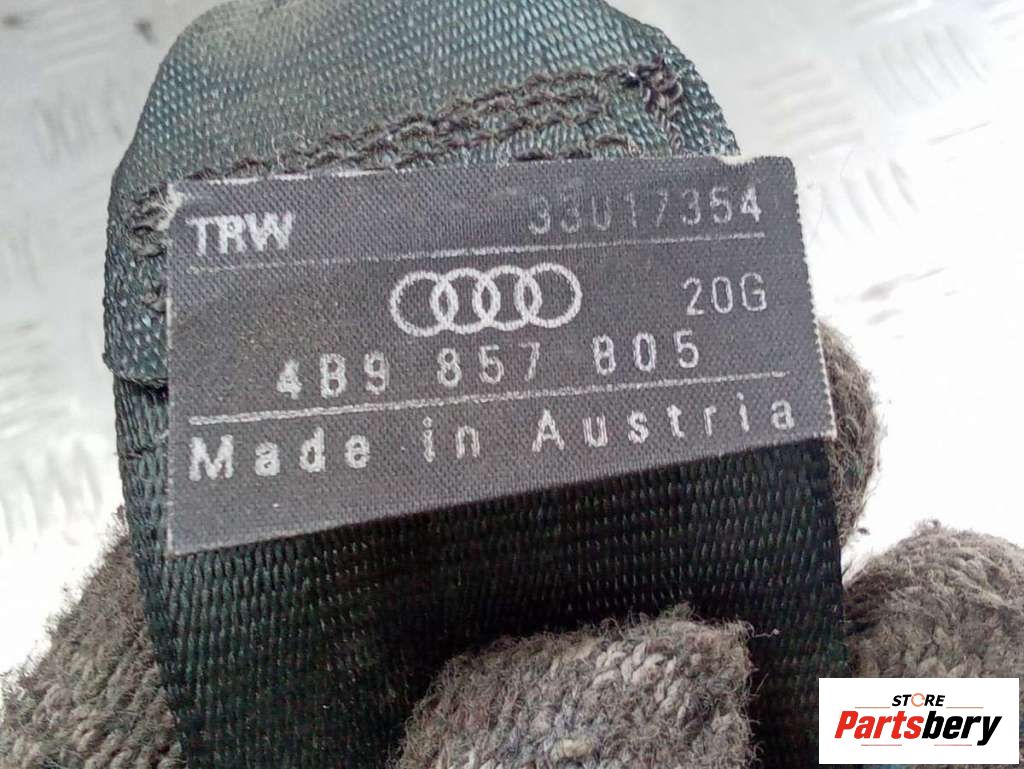 TRW 33017354
20G
4B9 857 805
Made in Austria
STORE
Partsbery